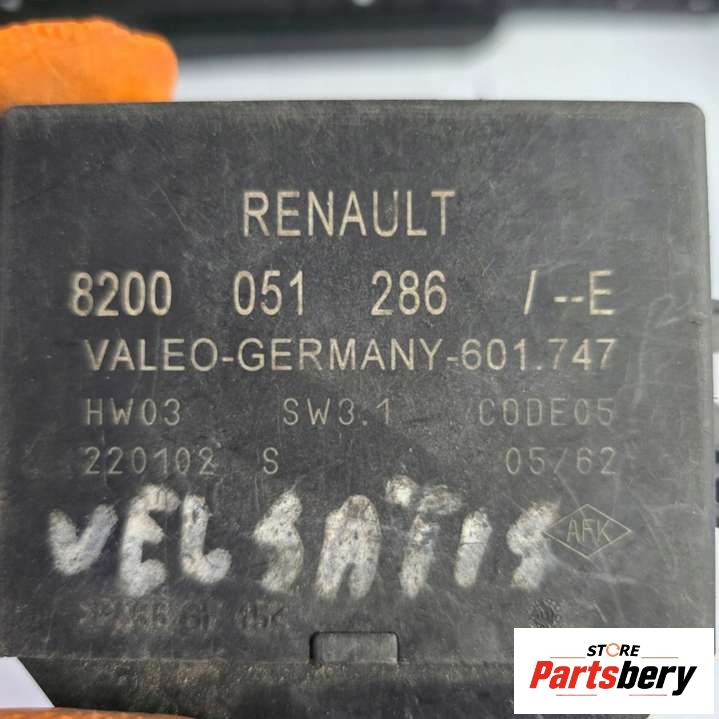 RENAULT
8200 051 286 /--E
VALEO-GERMANY-601.747
HW03 SW3.1 CODE05
220102 S 05/62
VELSATIS
AFK
STORE
Partsbery